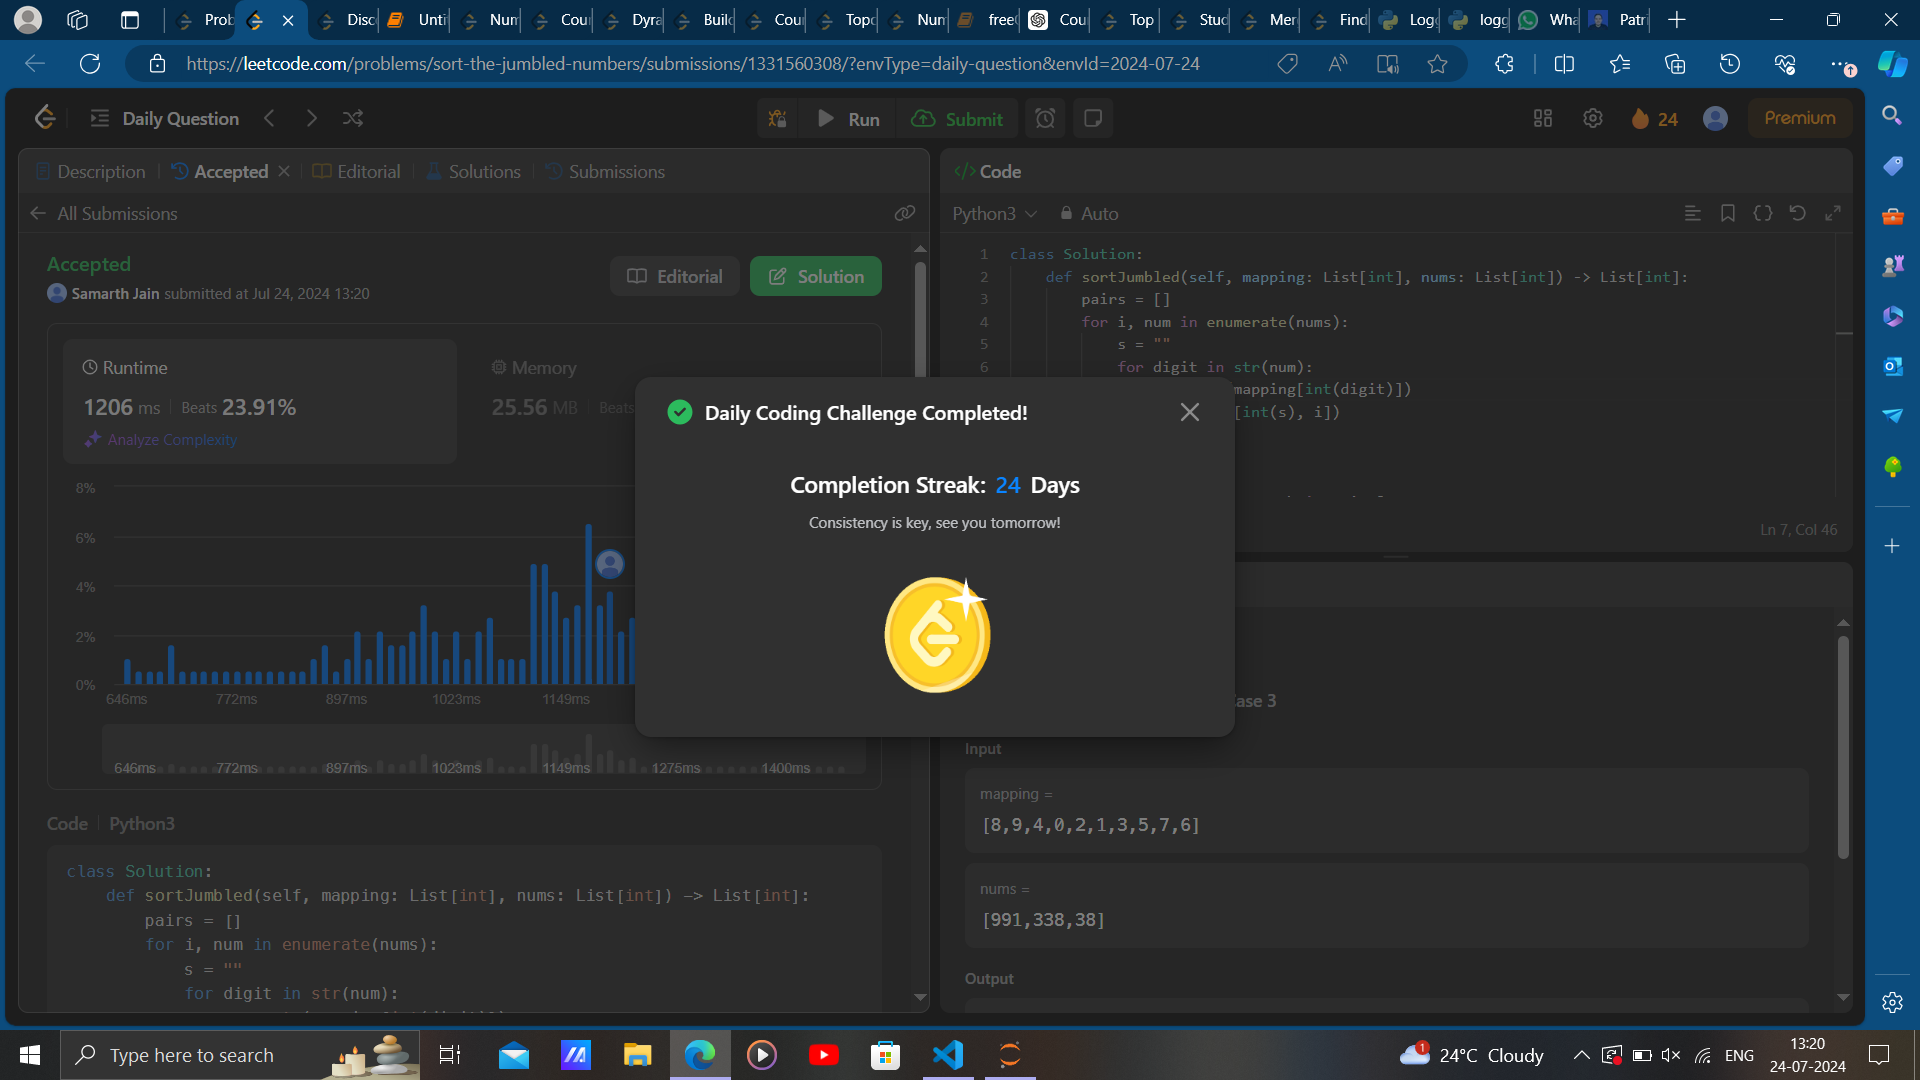 Prob
Disc
Unti
Num
Cour
Dyra
Build
Cour
Topo
Num
free
Cou
Top
Stud
Mer
Find
Logg
logg
Wha
Patri
https://leetcode.com/problems/sort-the-jumbled-numbers/submissions/1331560308/?envType=daily-question&envId=2024-07-24
Daily Question
Run
Submit
24
Premium
Description
Accepted
Editorial
Solutions
Submissions
All Submissions
Accepted
Samarth Jain submitted at Jul 24, 2024 13:20
Editorial
Solution
Runtime
1206 ms
Beats 23.91%
Analyze Complexity
Memory
25.56 MB
Beats
8%
6%
4%
2%
0%
646ms
772ms
897ms
1023ms
1149ms
646ms
772ms
897ms
1023ms
1149ms
1275ms
1400ms
Code
Python3
class Solution:
def sortJumbled(self, mapping: List[int], nums: List[int]) -> List[int]:
pairs = []
for i, num in enumerate(nums):
s = ""
for digit in str(num):
Daily Coding Challenge Completed!
Completion Streak: 24 Days
Consistency is key, see you tomorrow!
Code
Python3
Auto
1 class Solution:
2 def sortJumbled(self, mapping: List[int], nums: List[int]) -> List[int]:
3 pairs = []
4 for i, num in enumerate(nums):
5 s = ""
6 for digit in str(num):
mapping[int(digit)])
[int(s), i])
Ln 7, Col 46
ase 3
Input
mapping =
[8,9,4,0,2,1,3,5,7,6]
nums =
[991,338,38]
Output
Type here to search
1
24°C Cloudy
ENG
13:20
24-07-2024